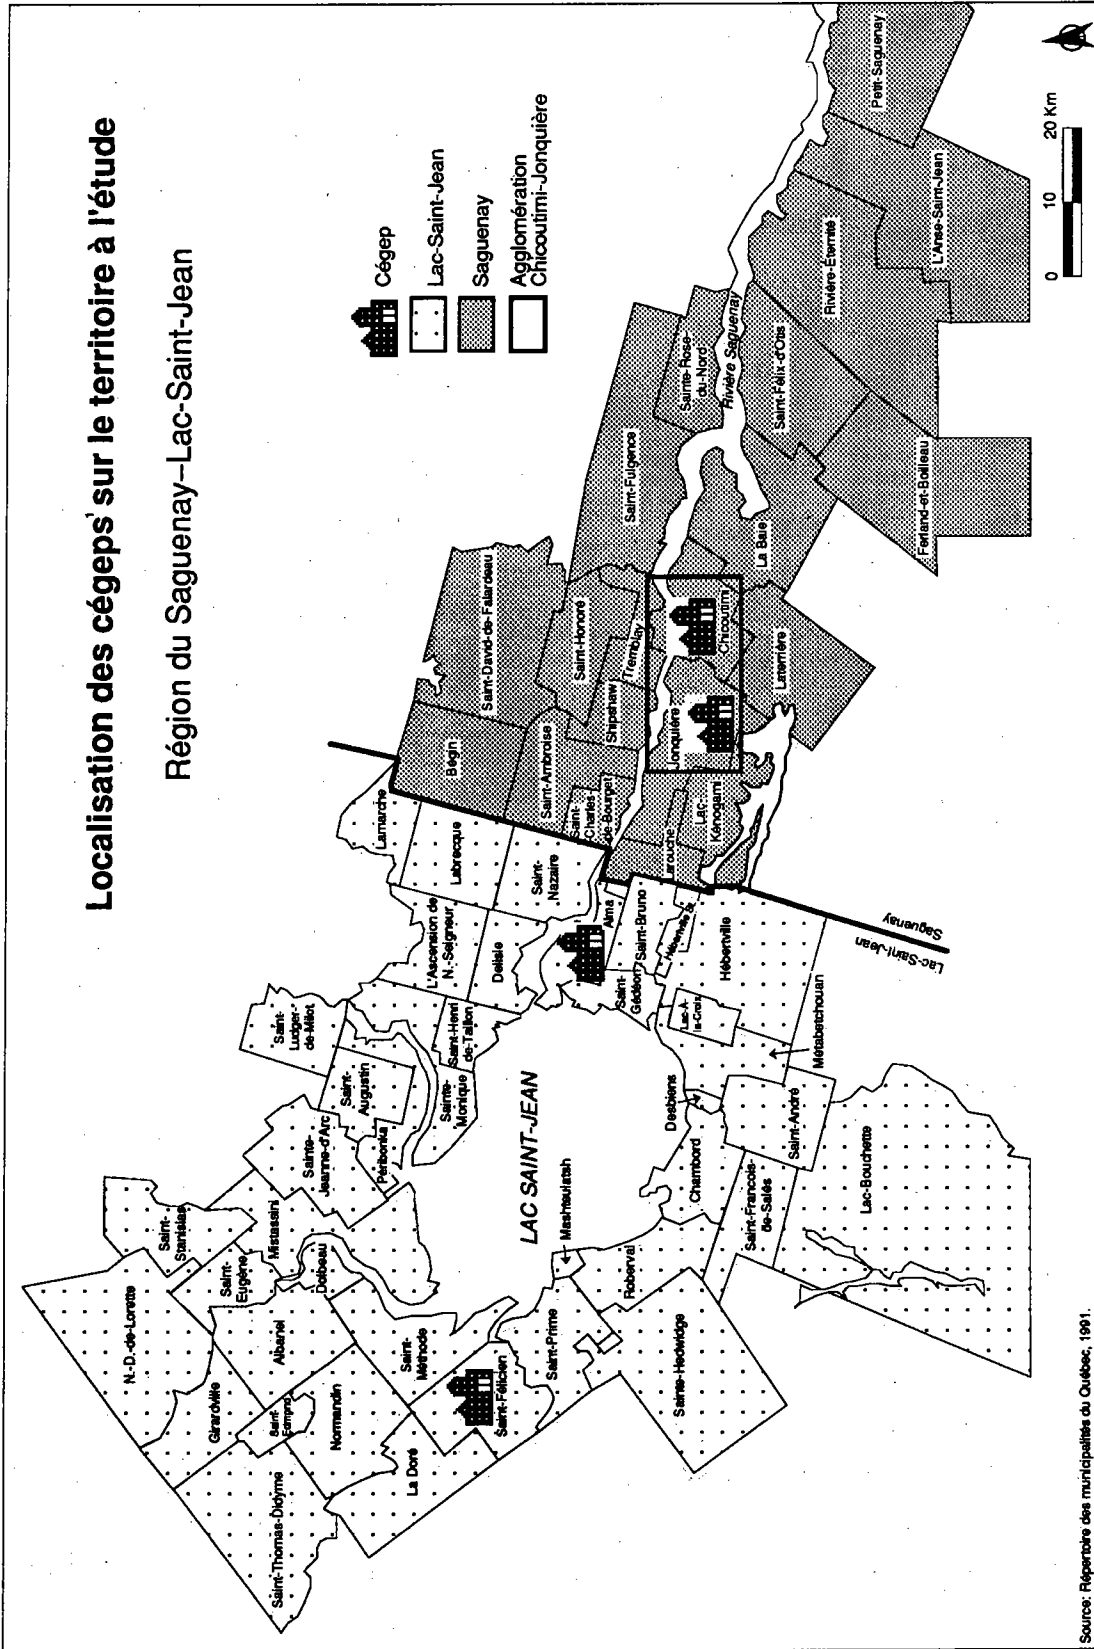 Localisation des cégeps sur le territoire à l'étude
Région du Saguenay–Lac-Saint-Jean
Cégep
Lac-Saint-Jean
Saguenay
Agglomération
Chicoutimi-Jonquière
N.-D.-de-Lorette
Saint-
Stanislas
Girardville
Saint-
Eugène
Mistassini
Sainte-
Jeanne-d'Arc
Saint-
Ludger-
de-Milot
Saint-
Augustin
Péribonka
Sainte-
Monique
Saint-Henri
de-Taillon
L'Ascension de
N.-Seigneur
Lamarche
Labrecque
Delisle
Saint-
Nazaire
Saint-Thomas-Didyme
Saint-
Edmond
Albanel
Dolbeau
Normandin
Saint-
Méthode
La Doré
Saint-Félicien
Saint-Prime
Mashteuiatsh
LAC SAINT-JEAN
Roberval
Sainte-Hedwidge
Chambord
Saint-François-
de-Sales
Desbiens
Saint-André
Lac-Bouchette
Métabetchouan
Lac-À-
la-Croix
Saint-
Gédéon
Alma
Saint-Bruno
Hébertville St.
Hébertville
Lac-Saint-Jean
Saguenay
Bégin
Saint-David-de-Falardeau
Saint-Ambroise
Saint-Honoré
Saint-
Charles-
de-Bourget
Shipshaw
Tremblay
Saint-Fulgence
Sainte-Rose-
du-Nord
Rivière Saguenay
Larouche
Lac-
Kénogami
Jonquière
Chicoutimi
Laterrière
La Baie
Saint-Félix-d'Otis
Ferland-et-Boilleau
Rivière-Éternité
L'Anse-Saint-Jean
Petit-Saguenay
0 10 20 Km
Source: Répertoire des municipalités du Québec, 1991.